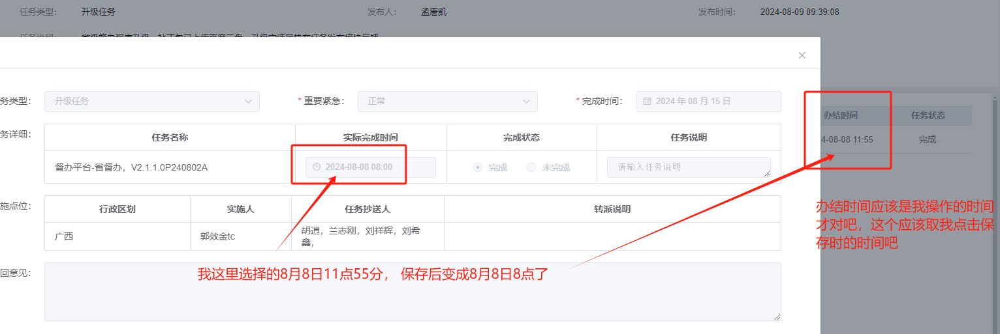 任务类型： 升级任务 发布人： 孟唐凯 发布时间： 2024-08-09 09:39:08
务类型： 升级任务 *重要紧急： 正常 *完成时间： 2024 年 08 月 15 日
办结时间 任务状态
务详细： 任务名称 实际完成时间 完成状态 任务说明
4-08-08 11:55 完成
督办平台-省督办，V2.1.1.0P240802A 2024-08-08 08:00 完成 未完成 请输入任务说明
施点位： 行政区划 实施人 任务抄送人 转派说明
广西 郭效金tc 胡逍，兰志刚，刘祥辉，刘希
鑫，
办结时间应该是我操作的时间
才对吧，这个应该取我点击保
存时的时间吧
回意见：
我这里选择的8月8日11点55分， 保存后变成8月8日8点了